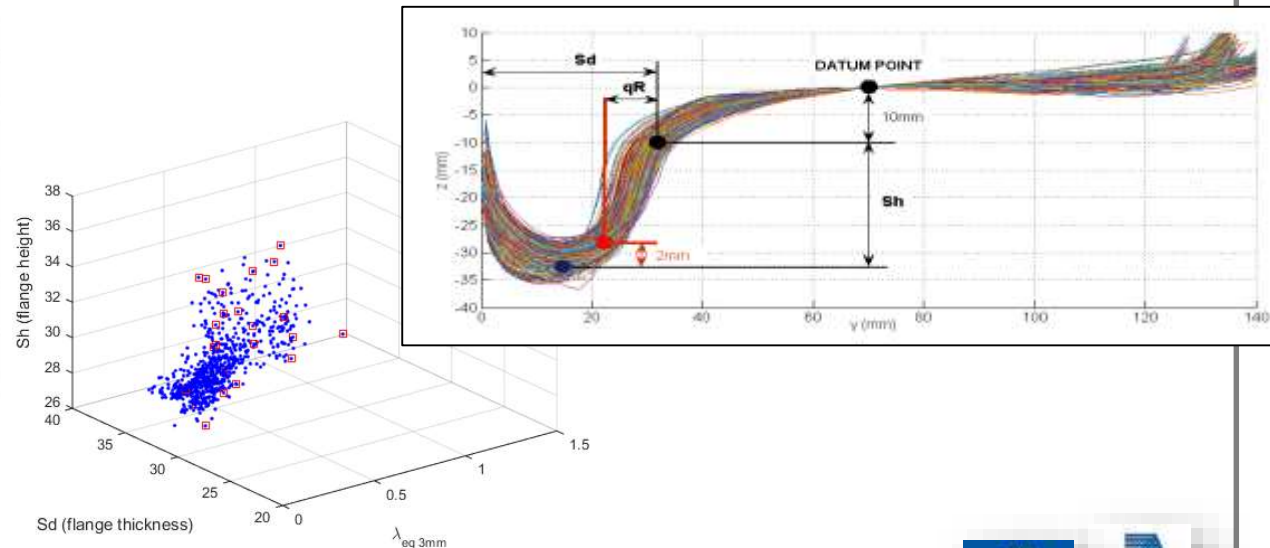 10
5
0
-5
-10
-15
-20
-25
-30
-35
-40
z (mm)
Sd
qR
DATUM POINT
10mm
Sh
2mm
0 20 40 60 80 100 120 140
y (mm)
38
36
34
32
30
28
26
Sh (flange height)
40
35
30
25
20
Sd (flange thickness)
0
0.5
1
1.5
λeq 3mm